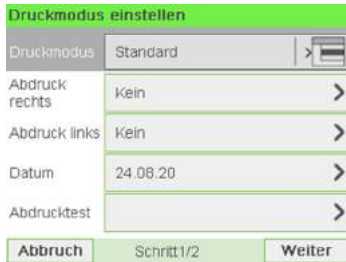 Druckmodus einstellen
Druckmodus Standard
Abdruck rechts Kein
Abdruck links Kein
Datum 24.08.20
Abdrucktest
Abbruch Schritt1/2 Weiter